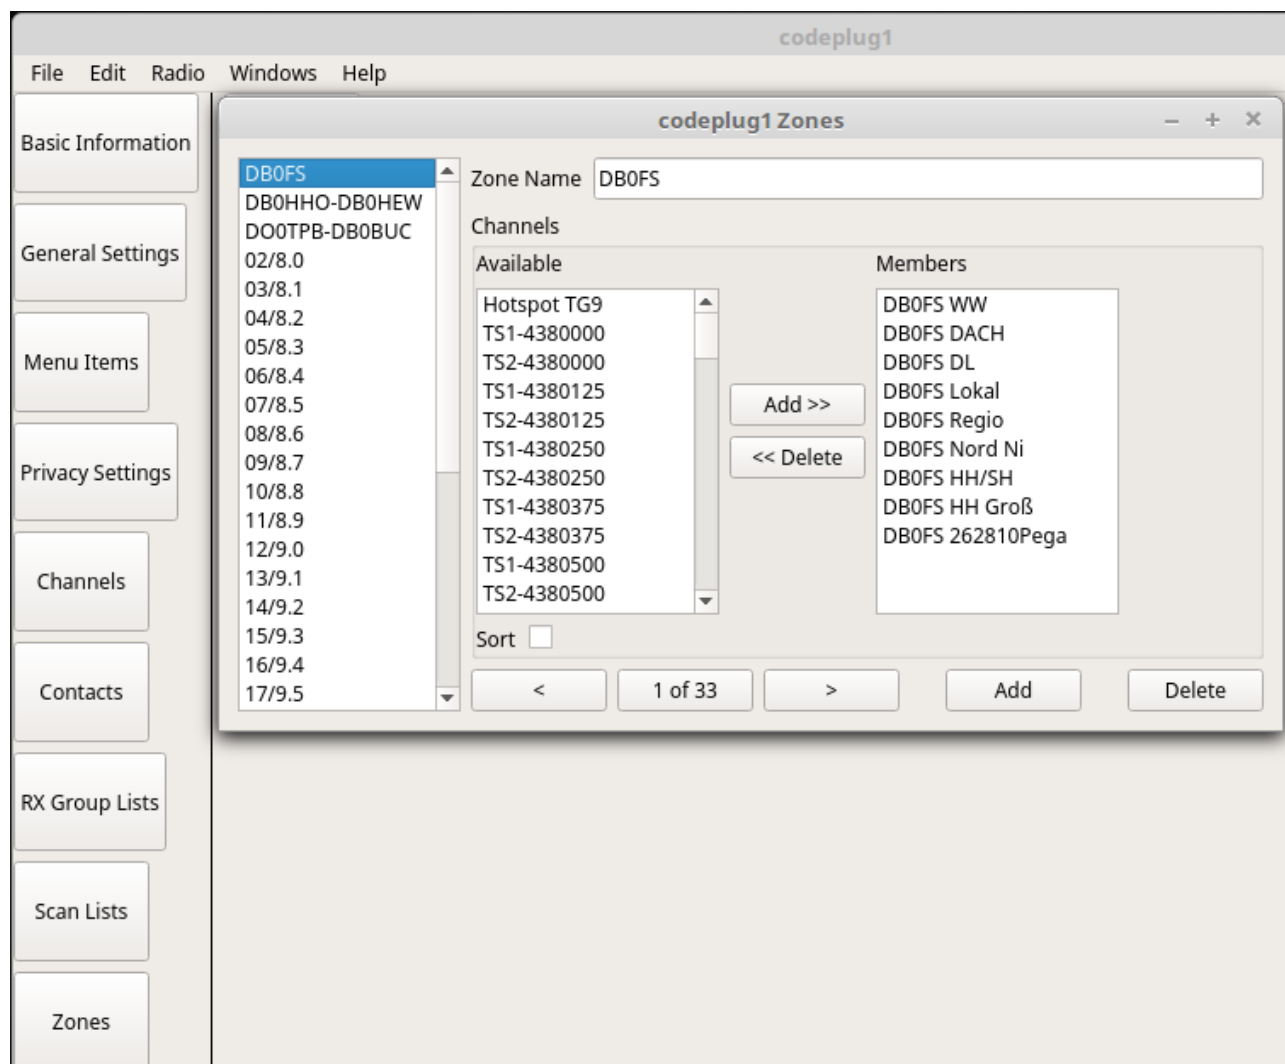 codeplug1
File Edit Radio Windows Help
Basic Information
General Settings
Menu Items
Privacy Settings
Channels
Contacts
RX Group Lists
Scan Lists
Zones
codeplug1 Zones
DB0FS
DB0HHO-DB0HEW
DO0TPB-DB0BUC
02/8.0
03/8.1
04/8.2
05/8.3
06/8.4
07/8.5
08/8.6
09/8.7
10/8.8
11/8.9
12/9.0
13/9.1
14/9.2
15/9.3
16/9.4
17/9.5
Zone Name DB0FS
Channels
Available
Hotspot TG9
TS1-4380000
TS2-4380000
TS1-4380125
TS2-4380125
TS1-4380250
TS2-4380250
TS1-4380375
TS2-4380375
TS1-4380500
TS2-4380500
Add >>
<< Delete
Members
DB0FS WW
DB0FS DACH
DB0FS DL
DB0FS Lokal
DB0FS Regio
DB0FS Nord Ni
DB0FS HH/SH
DB0FS HH Groß
DB0FS 262810Pega
Sort
< 1 of 33 > Add Delete